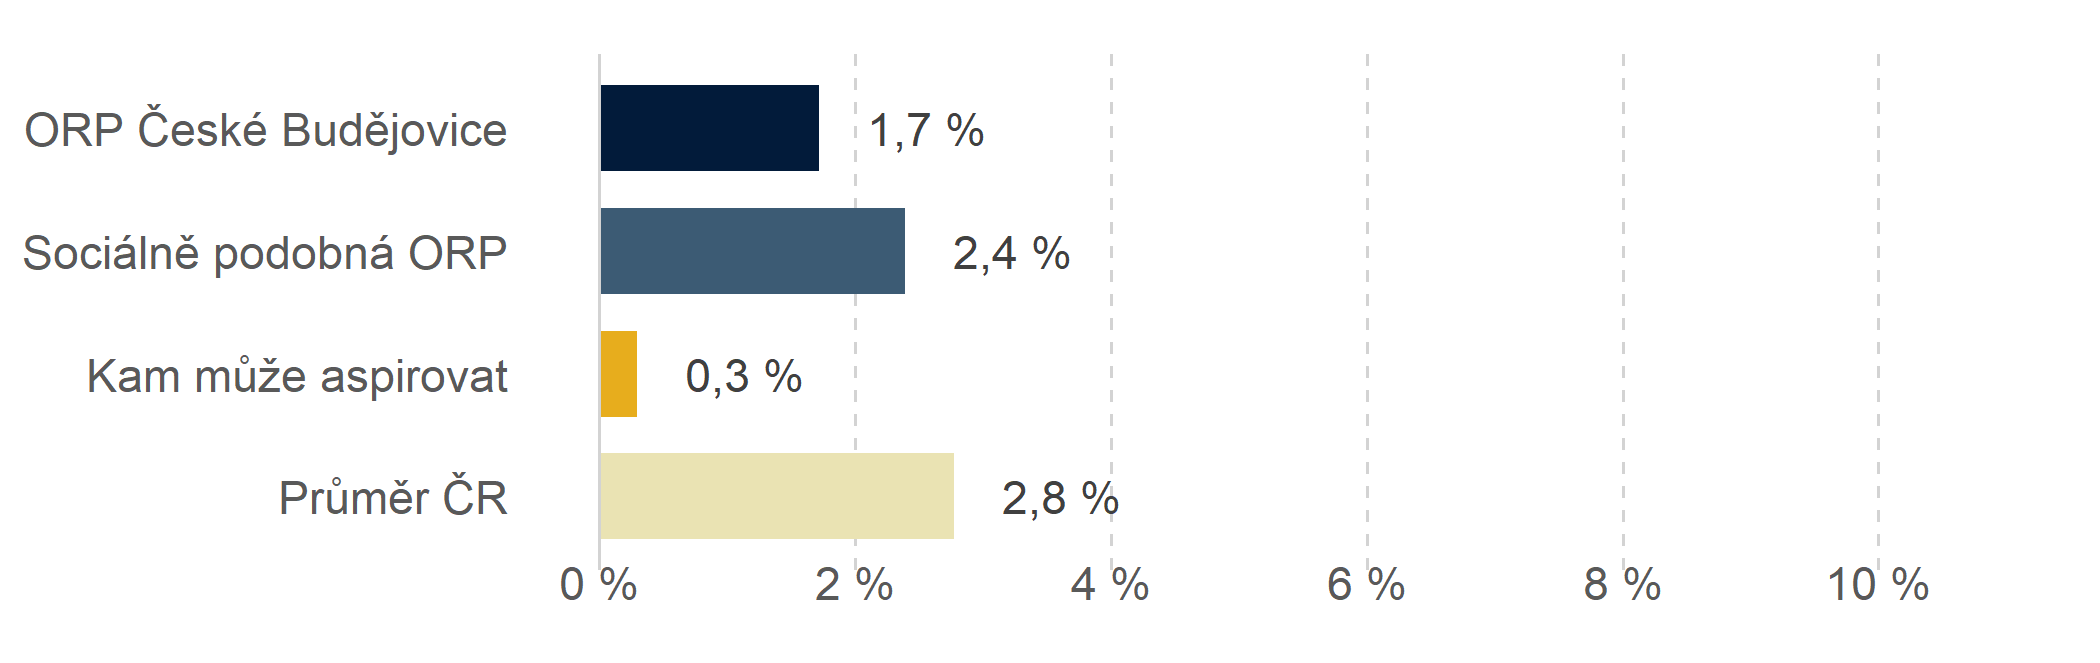 ORP České Budějovice
1,7 %
Sociálně podobná ORP
2,4 %
Kam může aspirovat
0,3 %
Průměr ČR
2,8 %
0 % 2 % 4 % 6 % 8 % 10 %